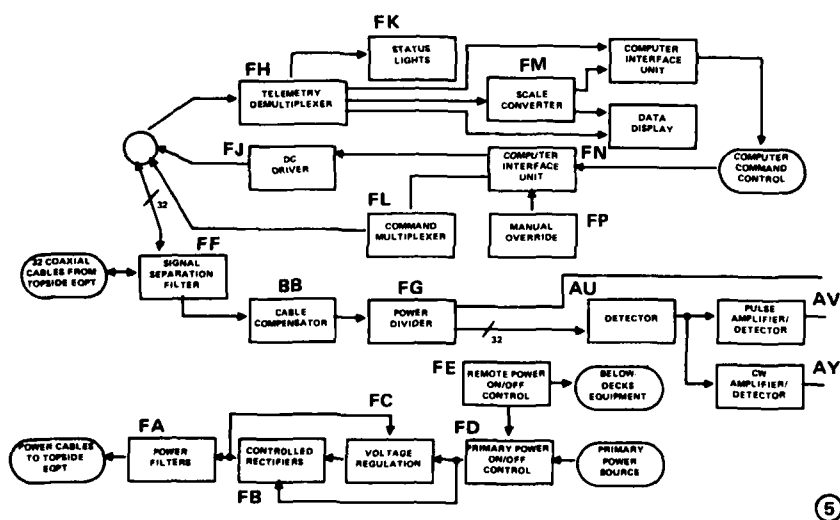 FK
STATUS
LIGHTS
FH
TELEMETRY
DEMULTIPLEXER
FM
SCALE
CONVERTER
COMPUTER
INTERFACE
UNIT
DATA
DISPLAY
FJ
DC
DRIVER
COMPUTER
INTERFACE
UNIT
FN
COMPUTER
COMMAND
CONTROL
32
FL
COMMAND
MULTIPLEXER
MANUAL
OVERRIDE
FP
32 COAXIAL
CABLES FROM
TOPSIDE EQPT
FF
SIGNAL
SEPARATION
FILTER
BB
CABLE
COMPENSATOR
FG
POWER
DIVIDER
32
AU
DETECTOR
PULSE
AMPLIFIER/
DETECTOR
AV
CW
AMPLIFIER/
DETECTOR
AY
FE
REMOTE POWER
ON/OFF
CONTROL
BELOW-
DECKS
EQUIPMENT
POWER CABLES
TO TOPSIDE
EQPT
FA
POWER
FILTERS
CONTROLLED
RECTIFIERS
FB
FC
VOLTAGE
REGULATION
FD
PRIMARY POWER
ON/OFF
CONTROL
PRIMARY
POWER
SOURCE
5